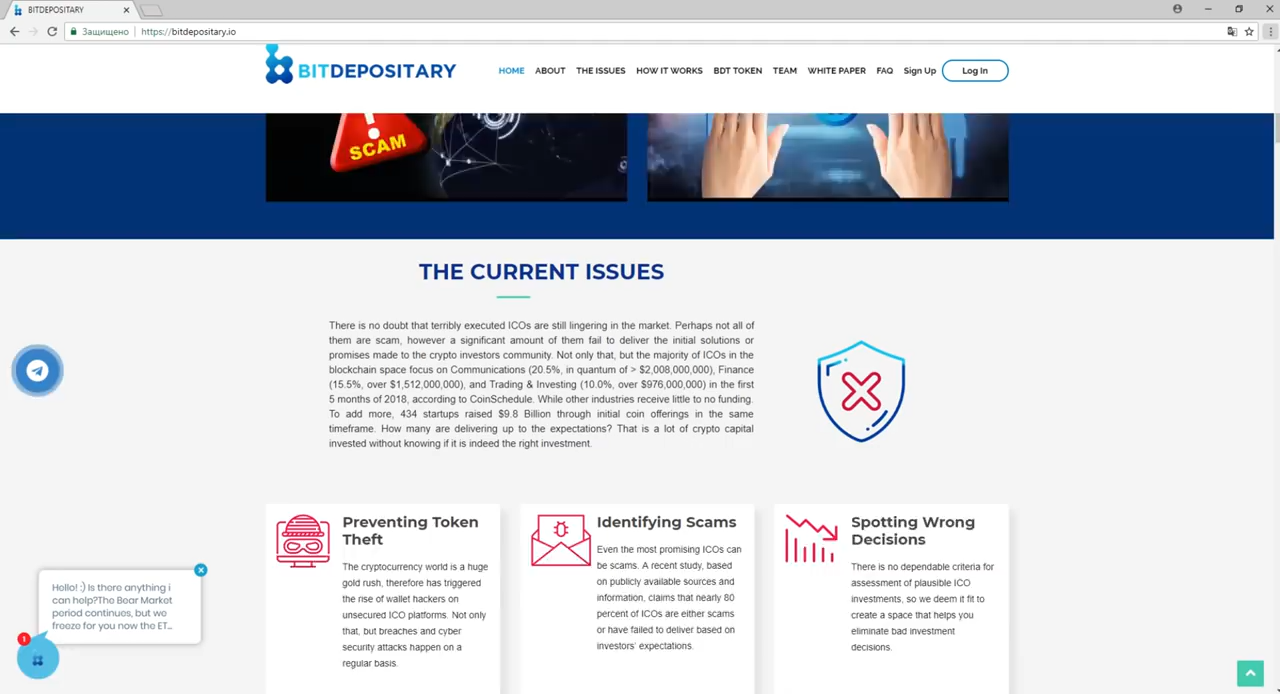 BITDEPOSITARY
Защищено
https://bitdepositary.io
BITDEPOSITARY
HOME ABOUT THE ISSUES HOW IT WORKS BDT TOKEN TEAM WHITE PAPER FAQ Sign Up Log In
SCAM
THE CURRENT ISSUES
There is no doubt that terribly executed ICOs are still lingering in the market. Perhaps not all of
them are scam, however a significant amount of them fail to deliver the initial solutions or
promises made to the crypto investors community. Not only that, but the majority of ICOs in the
blockchain space focus on Communications (20.5%, in quantum of > $2,008,000,000), Finance
(15.5%, over $1,512,000,000), and Trading & Investing (10.0%, over $976,000,000) in the first
5 months of 2018, according to CoinSchedule. While other industries receive little to no funding.
To add more, 434 startups raised $9.8 Billion through initial coin offerings in the same
timeframe. How many are delivering up to the expectations? That is a lot of crypto capital
invested without knowing if it is indeed the right investment.
Preventing Token
Theft
The cryptocurrency world is a huge
gold rush, therefore has triggered
the rise of wallet hackers on
unsecured ICO platforms. Not only
that, but breaches and cyber
security attacks happen on a
regular basis.
Identifying Scams
Even the most promising ICOs can
be scams. A recent study, based
on publicly available sources and
information, claims that nearly 80
percent of ICOs are either scams
or have failed to deliver based on
investors' expectations.
Spotting Wrong
Decisions
There is no dependable criteria for
assessment of plausible ICO
investments, so we deem it fit to
create a space that helps you
eliminate bad investment
decisions.
Hello! :) Is there anything i
can help?The Bear Market
period continues, but we
freeze for you now the ET...
1